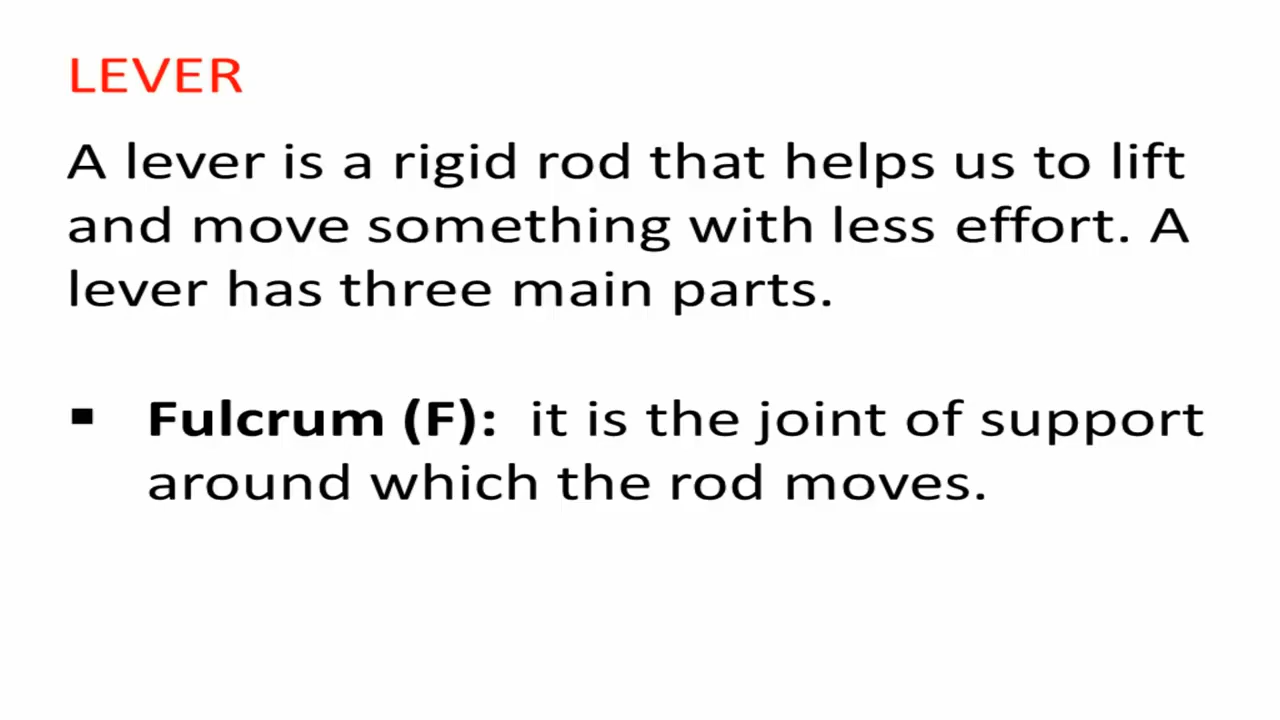 LEVER
A lever is a rigid rod that helps us to lift
and move something with less effort. A
lever has three main parts.
▪ Fulcrum (F): it is the joint of support
around which the rod moves.